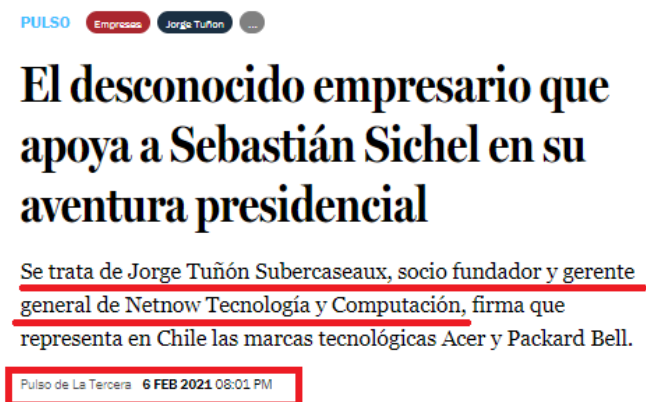 PULSO Empresas Jorge Tuñon ...
El desconocido empresario que
apoya a Sebastián Sichel en su
aventura presidencial
Se trata de Jorge Tuñón Subercaseaux, socio fundador y gerente
general de Netnow Tecnología y Computación, firma que
representa en Chile las marcas tecnológicas Acer y Packard Bell.
Pulso de La Tercera 6 FEB 2021 08:01 PM